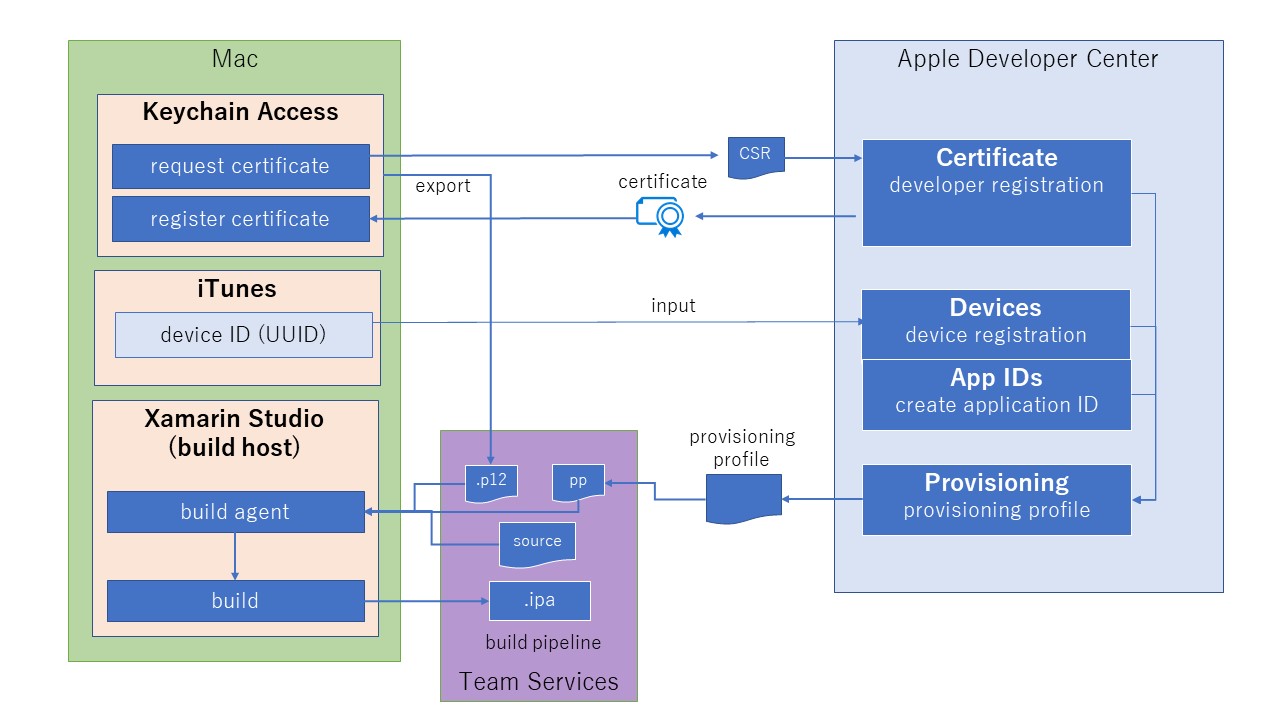 Mac
Keychain Access
request certificate
register certificate
iTunes
device ID (UUID)
Xamarin Studio
(build host)
build agent
build
export
certificate
CSR
input
provisioning
profile
.p12
pp
source
.ipa
build pipeline
Team Services
Apple Developer Center
Certificate
developer registration
Devices
device registration
App IDs
create application ID
Provisioning
provisioning profile